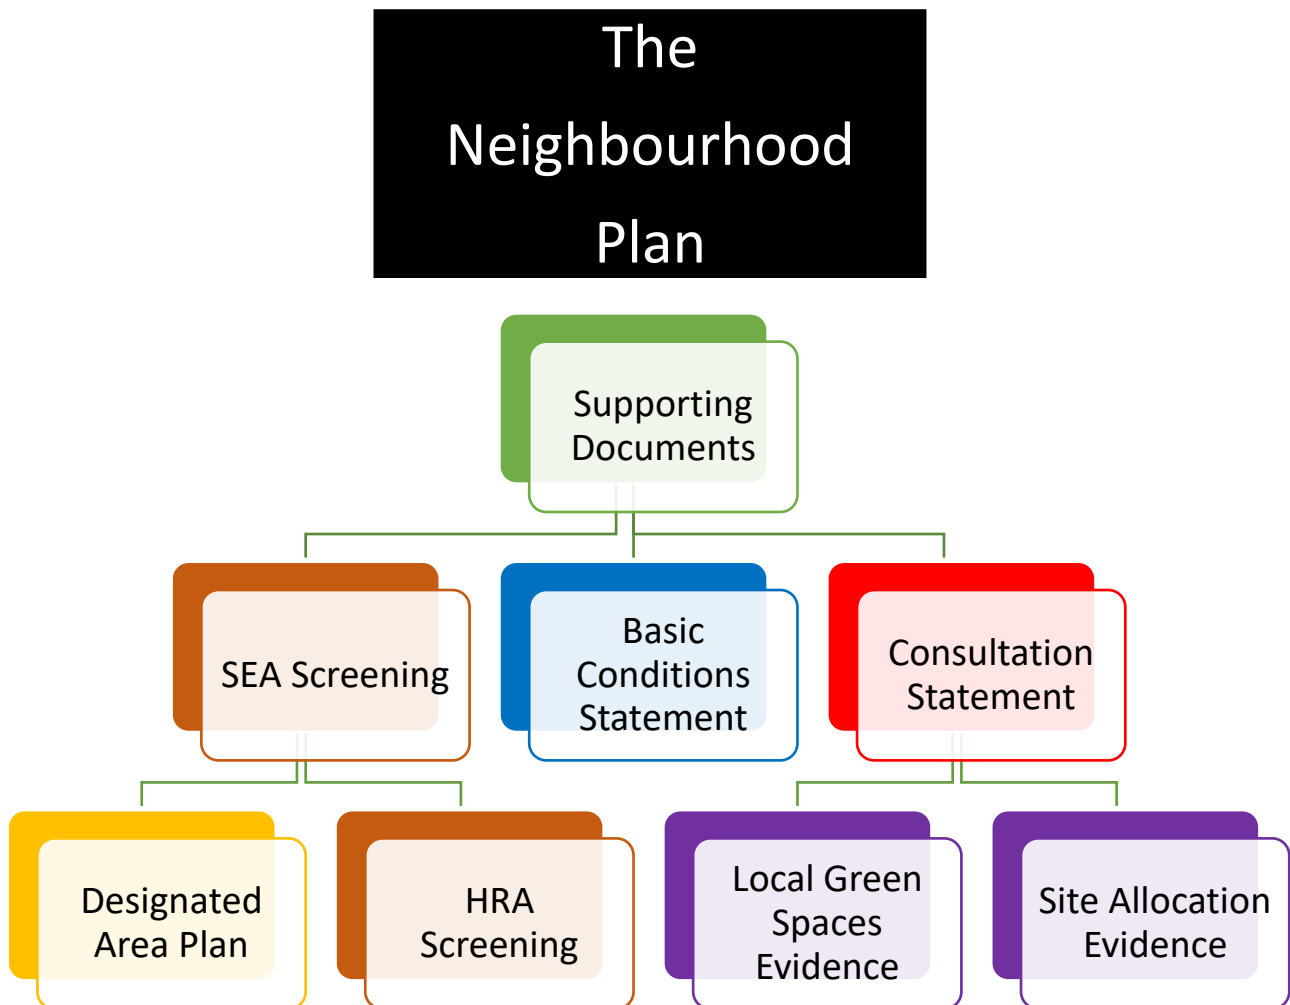 The
Neighbourhood
Plan
Supporting
Documents
SEA Screening
Basic
Conditions
Statement
Consultation
Statement
Designated
Area Plan
HRA
Screening
Local Green
Spaces
Evidence
Site Allocation
Evidence